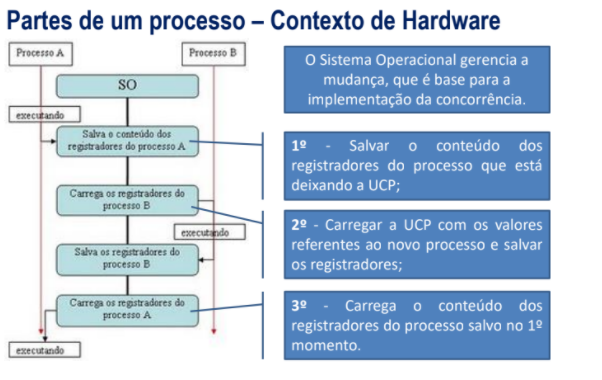 Partes de um processo – Contexto de Hardware
Processo A
Processo B
SO
executando
Salva o conteúdo dos
registradores do processo A
Carrega os registradores do
processo B
executando
Salva os registradores do
processo B
Carrega os registradores do
processo A
executando
O Sistema Operacional gerencia a
mudança, que é base para a
implementação da concorrência.
1º - Salvar o conteúdo dos
registradores do processo que está
deixando a UCP;
2º - Carregar a UCP com os valores
referentes ao novo processo e salvar
os registradores;
3º - Carrega o conteúdo dos
registradores do processo salvo no 1º
momento.